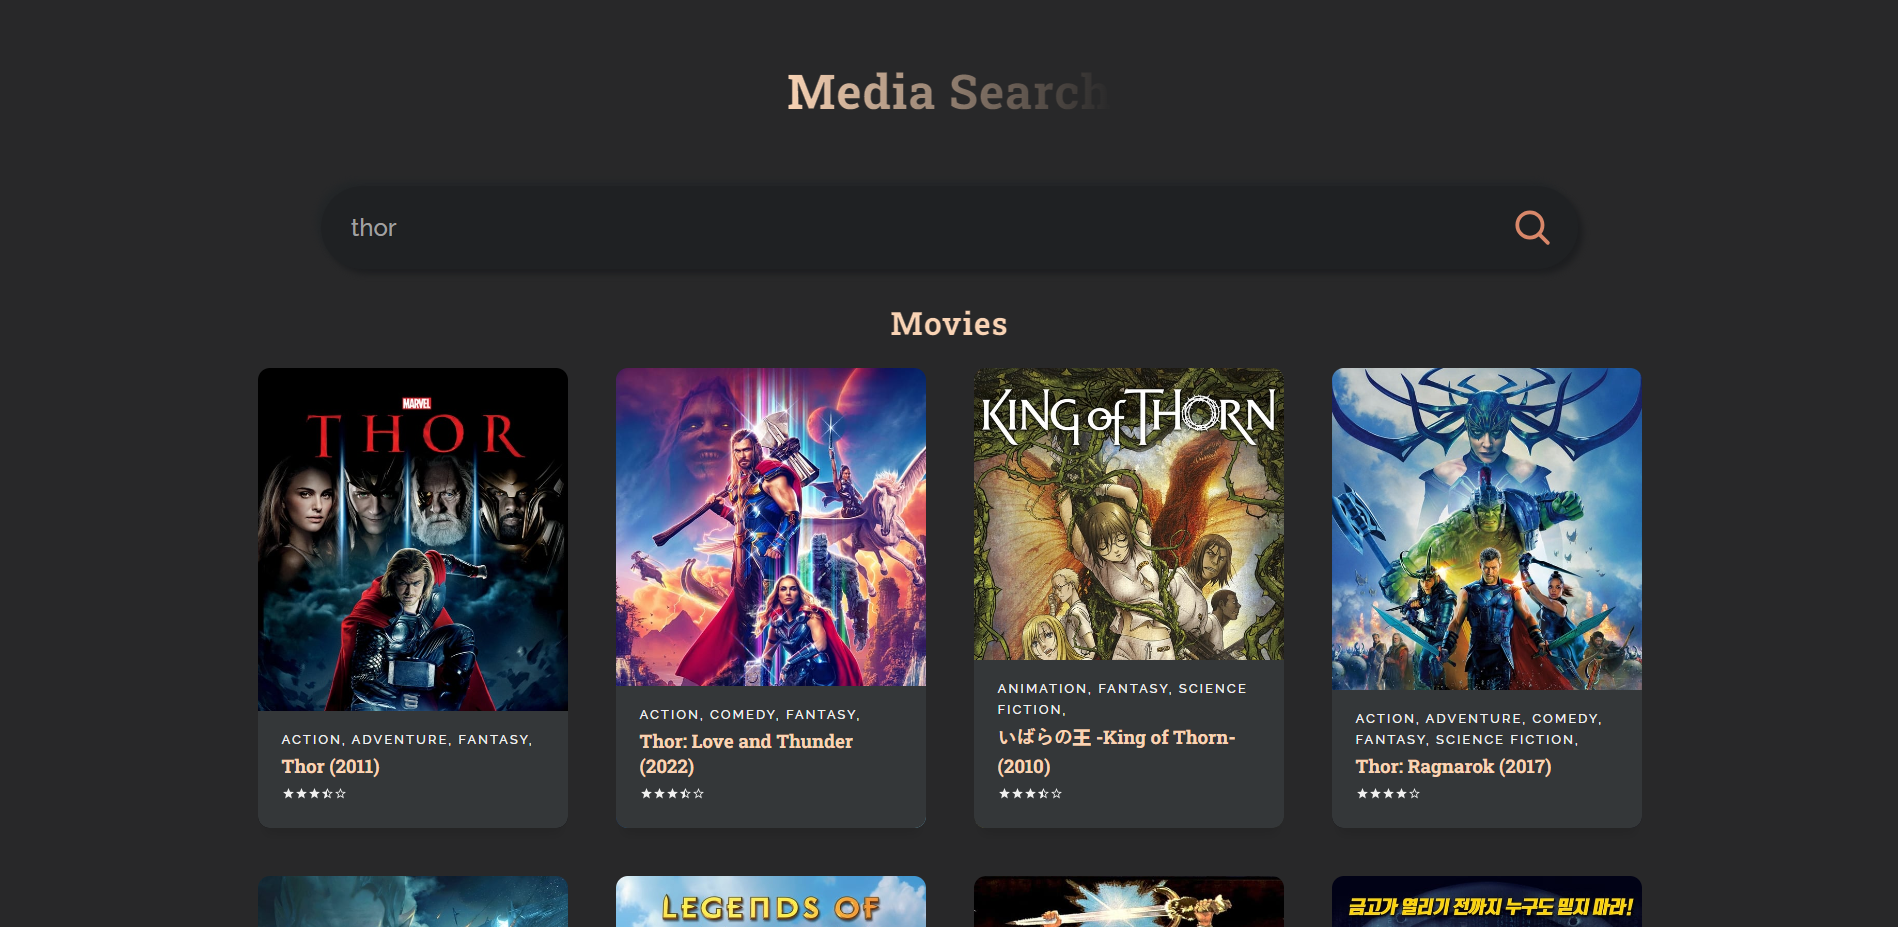 Media Search
thor
Movies
MARVEL
THOR
KING of THORN
ACTION, ADVENTURE, FANTASY,
Thor (2011)
ACTION, COMEDY, FANTASY,
Thor: Love and Thunder
(2022)
ANIMATION, FANTASY, SCIENCE
FICTION,
いばらの王 -King of Thorn-
(2010)
ACTION, ADVENTURE, COMEDY,
FANTASY, SCIENCE FICTION,
Thor: Ragnarok (2017)
LEGENDS OF
금고가 열리기 전까지 누구도 믿지 마라!